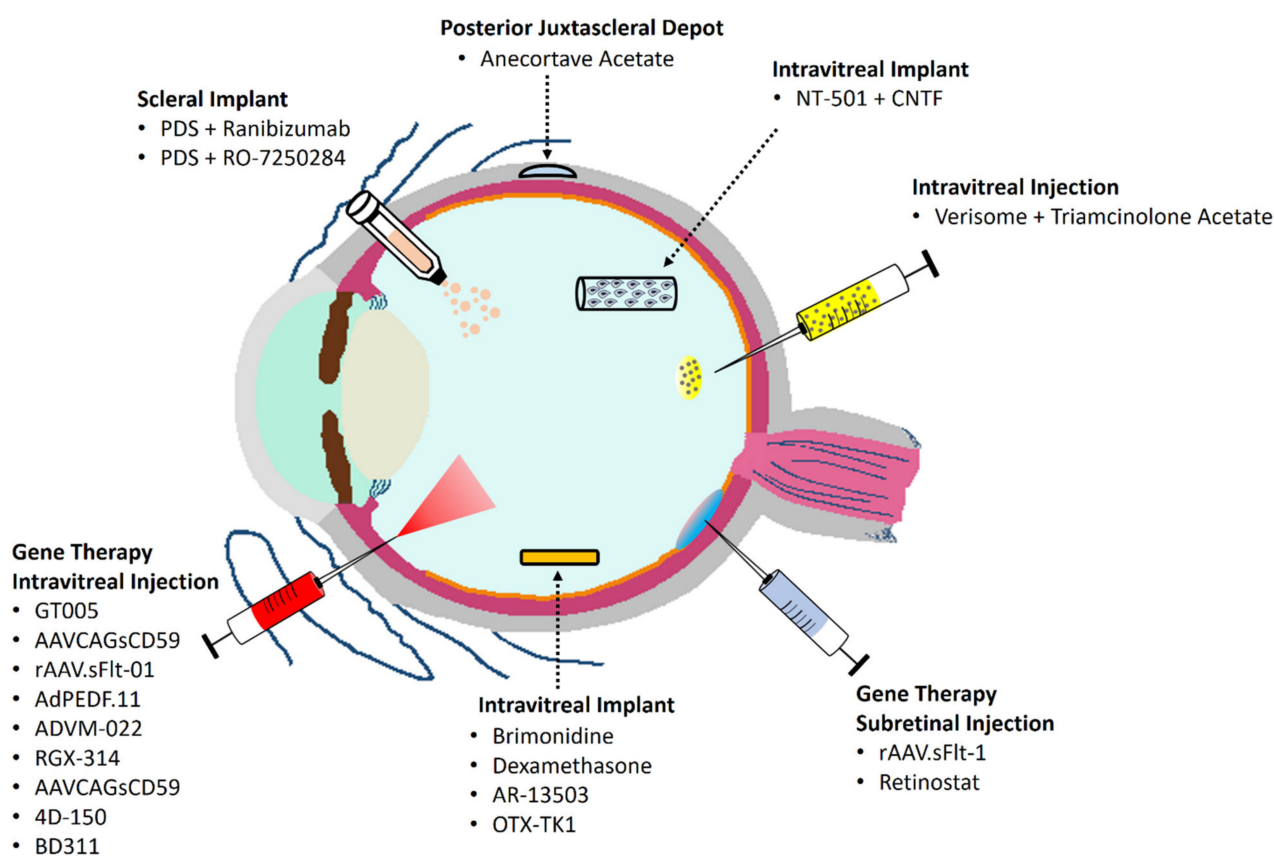 Posterior Juxtascleral Depot
• Anecortave Acetate
Intravitreal Implant
• NT-501 + CNTF
Scleral Implant
• PDS + Ranibizumab
• PDS + RO-7250284
Intravitreal Injection
• Verisome + Triamcinolone Acetate
Gene Therapy
Intravitreal Injection
• GT005
• AAVCAGsCD59
• rAAV.sFlt-01
• AdPEDF.11
• ADVM-022
• RGX-314
• AAVCAGsCD59
• 4D-150
• BD311
Intravitreal Implant
• Brimonidine
• Dexamethasone
• AR-13503
• OTX-TK1
Gene Therapy
Subretinal Injection
• rAAV.sFlt-1
• Retinostat